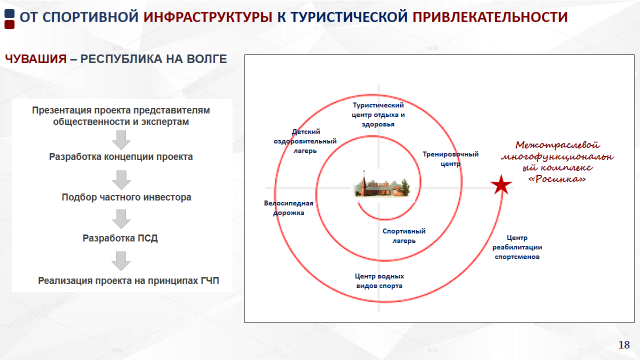 ОТ СПОРТИВНОЙ ИНФРАСТРУКТУРЫ К ТУРИСТИЧЕСКОЙ ПРИВЛЕКАТЕЛЬНОСТИ
ЧУВАШИЯ – РЕСПУБЛИКА НА ВОЛГЕ
Презентация проекта представителям
общественности и экспертам
Разработка концепции проекта
Подбор частного инвестора
Разработка ПСД
Реализация проекта на принципах ГЧП
Туристический
центр отдыха и
здоровья
Детский
оздоровительный
лагерь
Тренировочный
центр
Велосипедная
дорожка
Спортивный
лагерь
Центр водных
видов спорта
Центр
реабилитации
спортсменов
Межотраслевой
многофункциональн
ый комплекс
«Росинка»
18